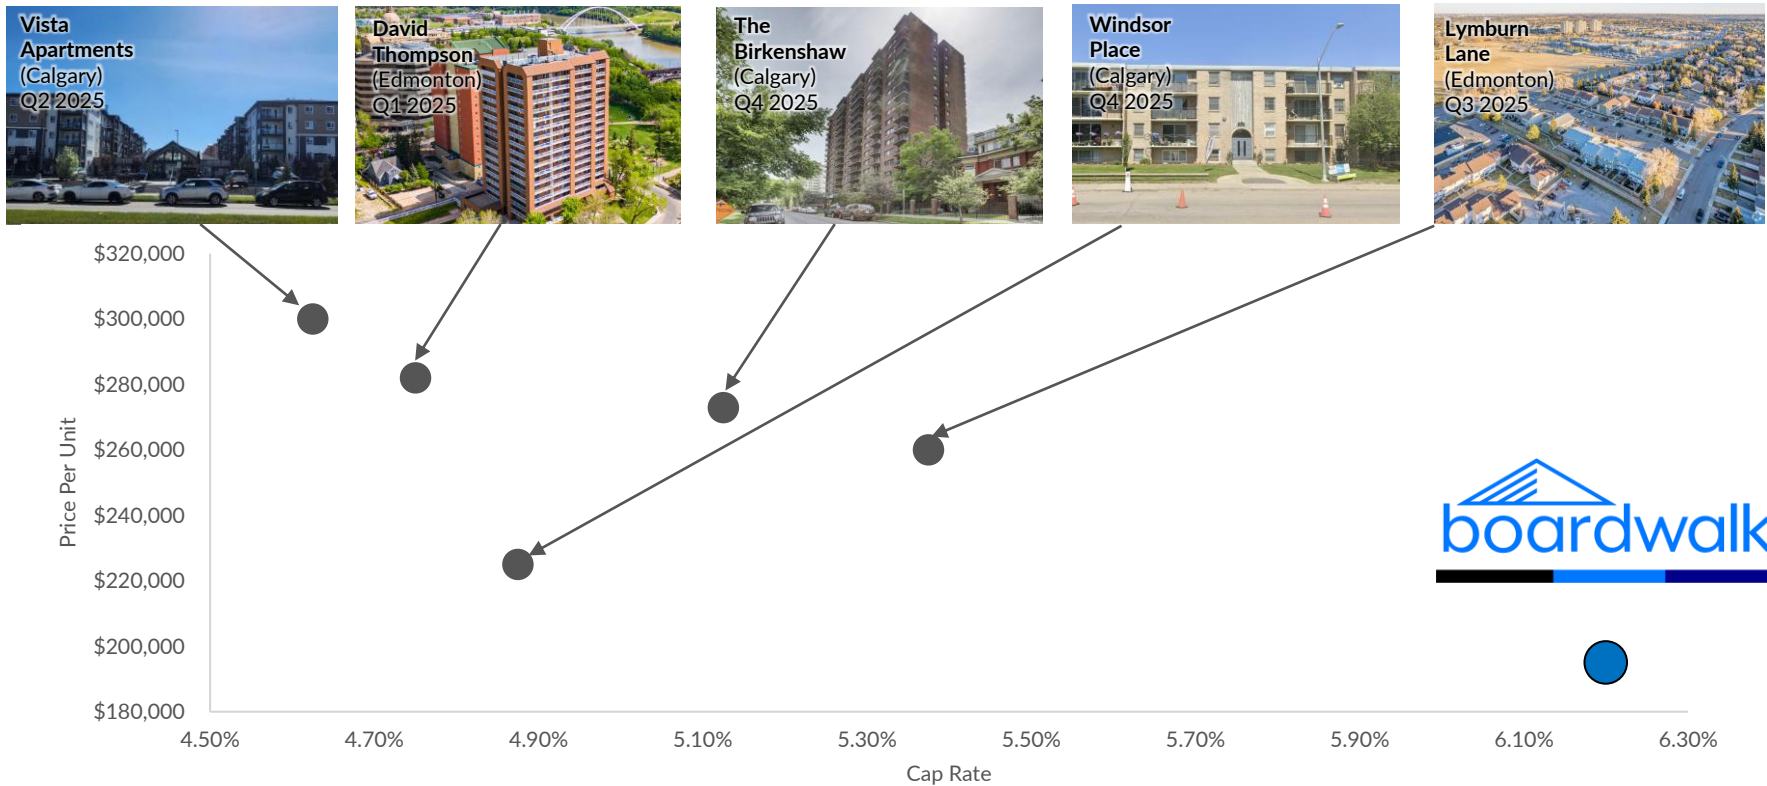 Vista
Apartments
(Calgary)
Q2 2025
David
Thompson
(Edmonton)
Q1 2025
The
Birkenshaw
(Calgary)
Q4 2025
Windsor
Place
(Calgary)
Q4 2025
Lymburn
Lane
(Edmonton)
Q3 2025
$320,000
$300,000
$280,000
$260,000
$240,000
$220,000
$200,000
$180,000
Price Per Unit
boardwalk
4.50% 4.70% 4.90% 5.10% 5.30% 5.50% 5.70% 5.90% 6.10% 6.30%
Cap Rate